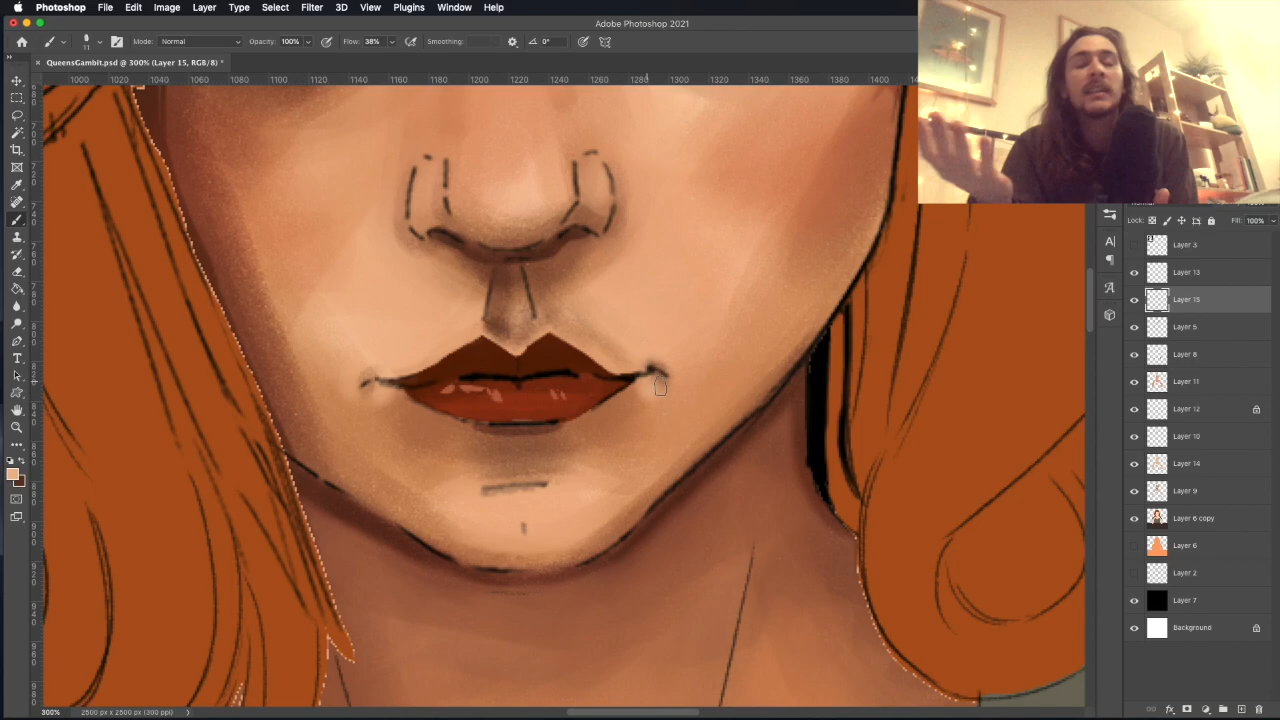 Photoshop File Edit Image Layer Type Select Filter 3D View Plugins Window Help
Adobe Photoshop 2021
11 Mode: Normal Opacity: 100% Flow: 38% Smoothing: 0°
QueensGambit.psd @ 300% (Layer 15, RGB/8) *
1000 1020 1040 1060 1080 1100 1120 1140 1160 1180 1200 1220 1240 1260 1280 1300 1320 1340 1360 1380 1400
Lock: Fill: 100%
Layer 3
Layer 13
Layer 15
Layer 5
Layer 8
Layer 11
Layer 12
Layer 10
Layer 14
Layer 9
Layer 6 copy
Layer 6
Layer 2
Layer 7
Background
300% 2500 px x 2500 px (300 ppi)